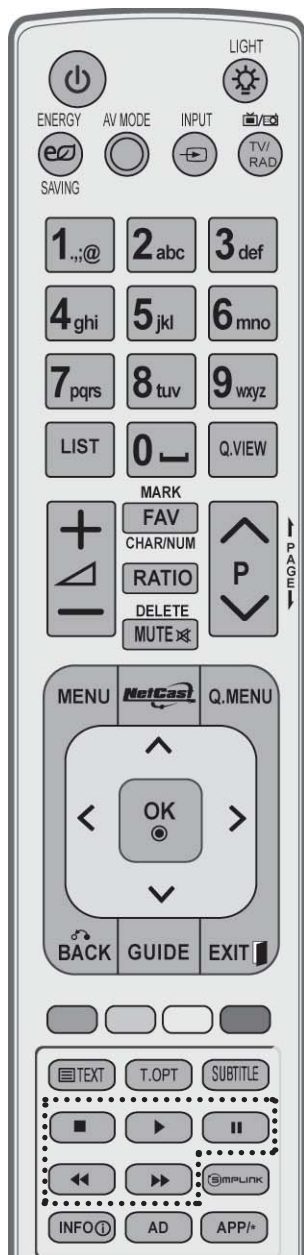 LIGHT
ENERGY AV MODE INPUT
TV/
RAD
SAVING
1.,;@ 2abc 3def
4ghi 5jkl 6mno
7pqrs 8tuv 9wxyz
LIST 0 Q.VIEW
MARK
FAV
CHAR/NUM
RATIO
P
PAGE
DELETE
MUTE
MENU NetCast Q.MENU
OK
BACK GUIDE EXIT
TEXT T.OPT SUBTITLE
SIMPLINK
INFO AD APP/*